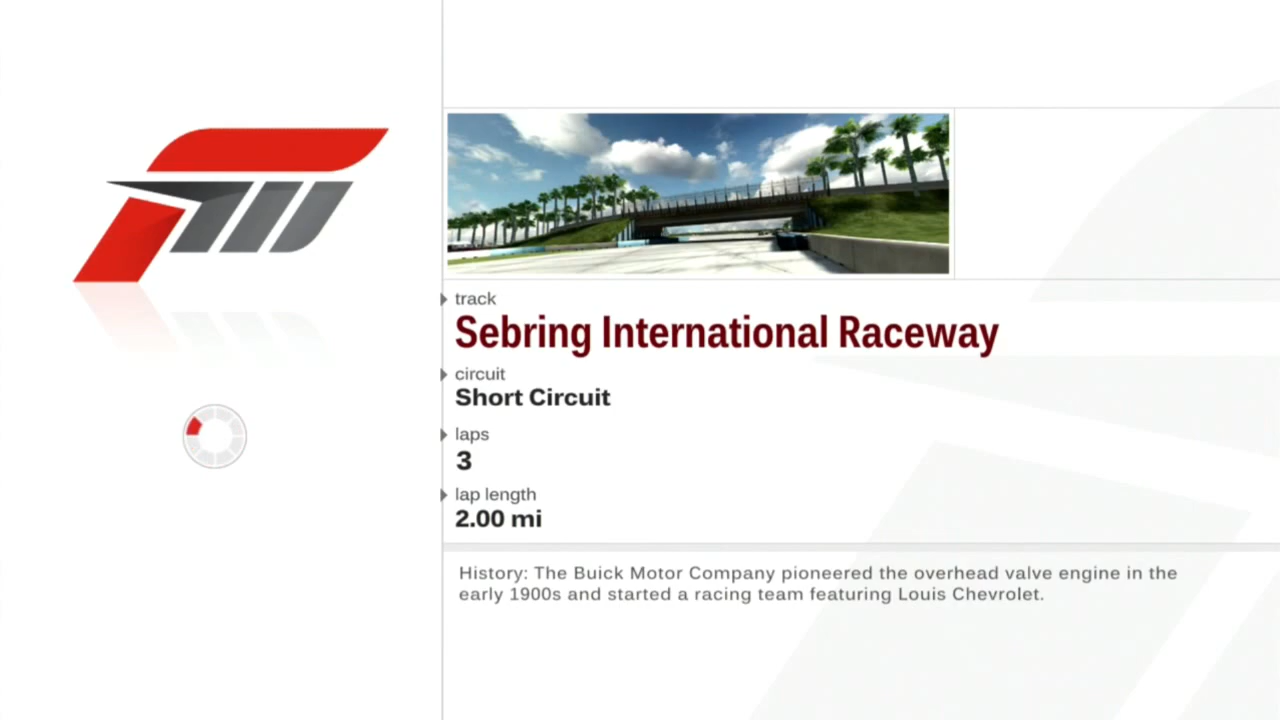 track
Sebring International Raceway
circuit
Short Circuit
laps
3
lap length
2.00 mi
History: The Buick Motor Company pioneered the overhead valve engine in the
early 1900s and started a racing team featuring Louis Chevrolet.